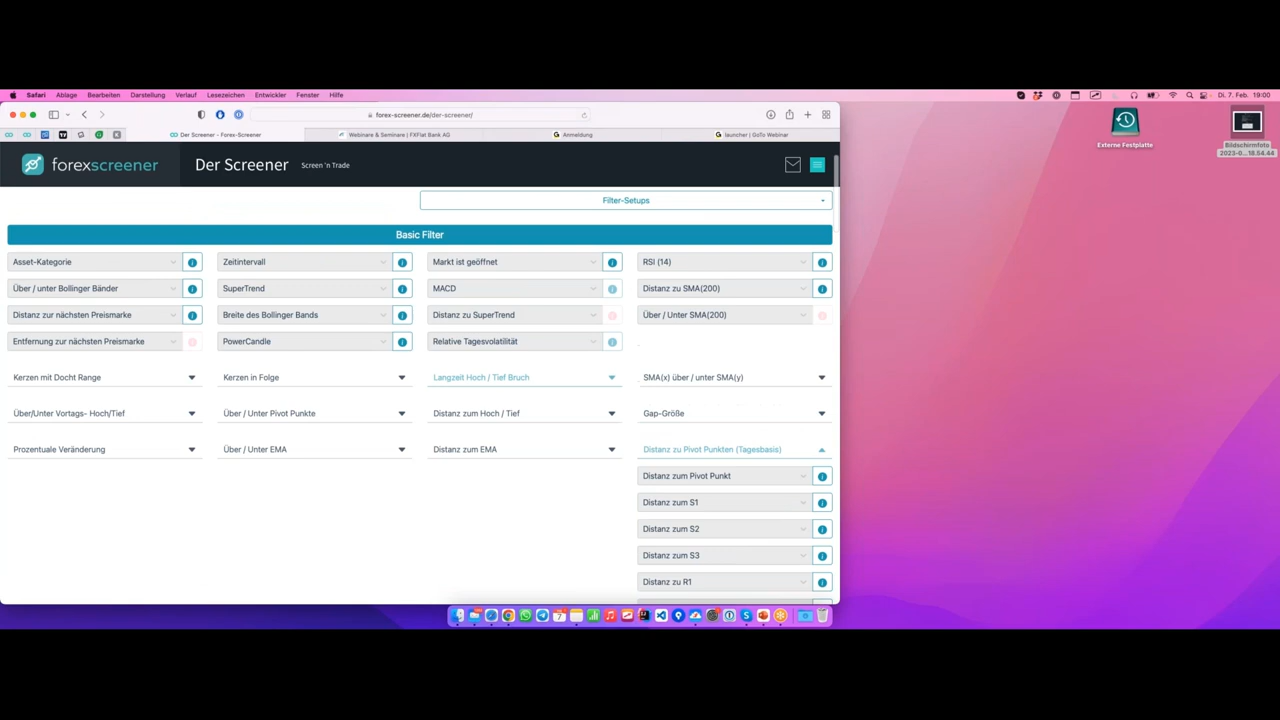 Safari Ablage Bearbeiten Darstellung Verlauf Lesezeichen Entwickler Fenster Hilfe
Di. 7. Feb. 19:00
forex-screener.de/der-screener/
Der Screener - Forex-Screener
Webinare & Seminare | FXFlat Bank AG
Anmeldung
launcher | GoTo Webinar
forexscreener
Der Screener
Screen 'n Trade
Filter-Setups
Basic Filter
Asset-Kategorie
Zeitintervall
Markt ist geöffnet
RSI (14)
Über / unter Bollinger Bänder
SuperTrend
MACD
Distanz zu SMA(200)
Distanz zur nächsten Preismarke
Breite des Bollinger Bands
Distanz zu SuperTrend
Über / Unter SMA(200)
Entfernung zur nächsten Preismarke
PowerCandle
Relative Tagesvolatilität
Kerzen mit Docht Range
Kerzen in Folge
Langzeit Hoch / Tief Bruch
SMA(x) über / unter SMA(y)
Über/Unter Vortags- Hoch/Tief
Über / Unter Pivot Punkte
Distanz zum Hoch / Tief
Gap-Größe
Prozentuale Veränderung
Über / Unter EMA
Distanz zum EMA
Distanz zu Pivot Punkten (Tagesbasis)
Distanz zum Pivot Punkt
Distanz zum S1
Distanz zum S2
Distanz zum S3
Distanz zu R1
Externe Festplatte
Bildschirmfoto
2023-0...18.54.44